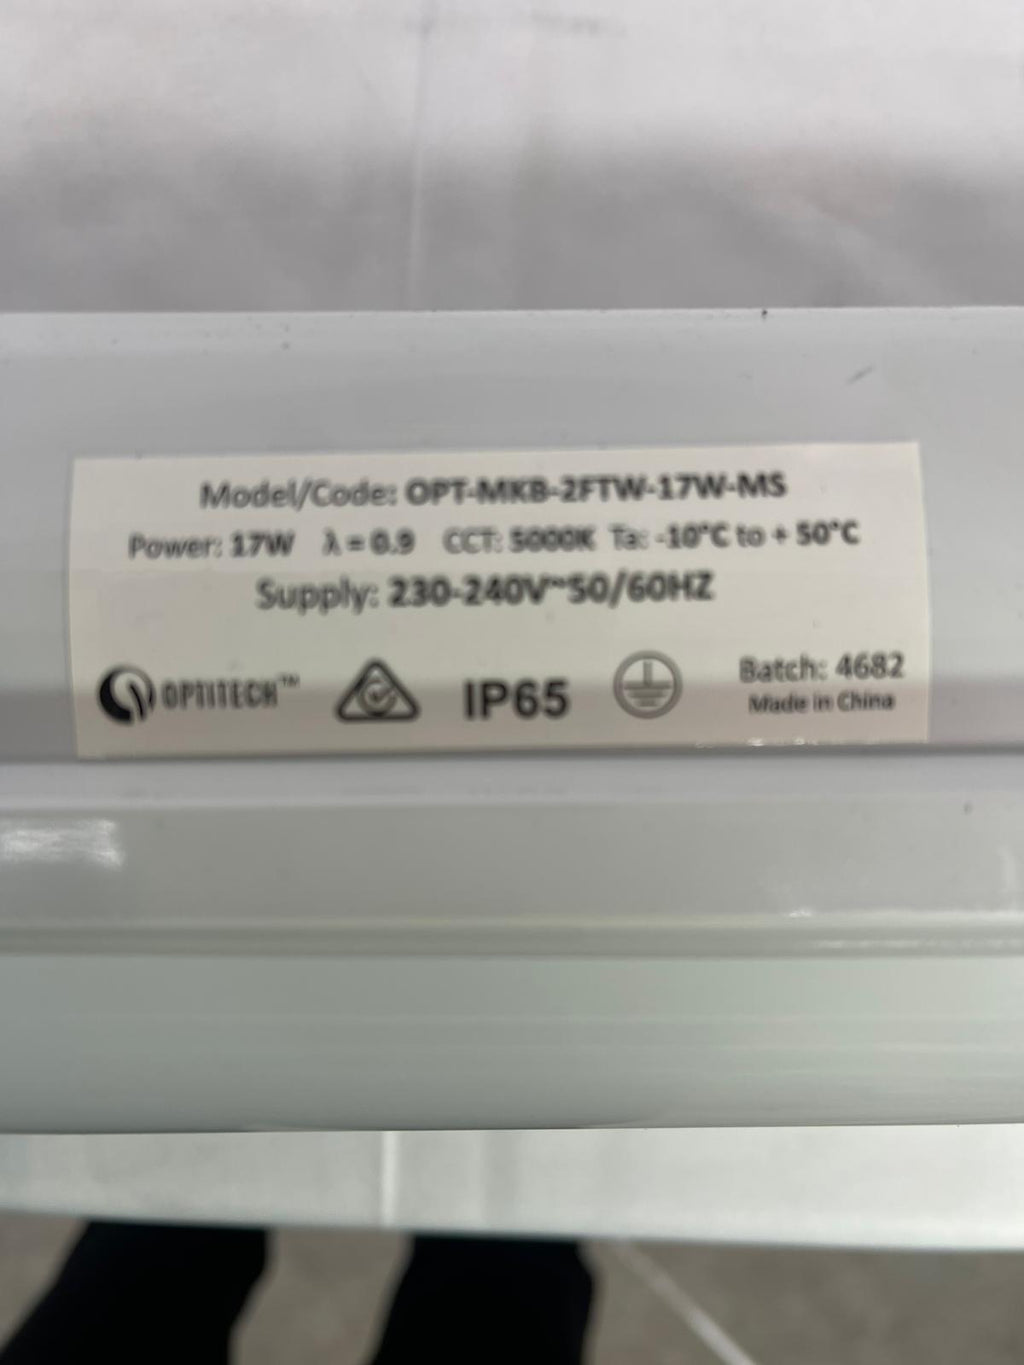 Model/Code: OPT-MKB-2FTW-17W-MS
Power: 17W λ = 0.9 CCT: 5000K Ta: -10°C to + 50°C
Supply: 230-240V~50/60HZ
OPTITECH™ IP65
Batch: 4682
Made in China